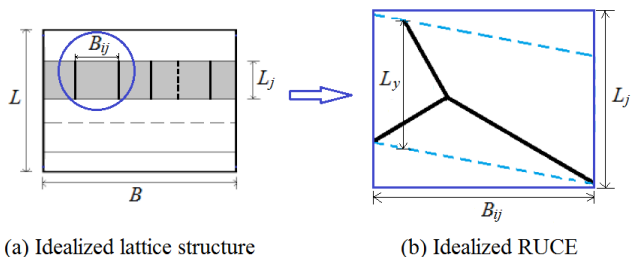 B_ij
L
L_j
B
L_y
L_j
B_ij
(a) Idealized lattice structure
(b) Idealized RUCE